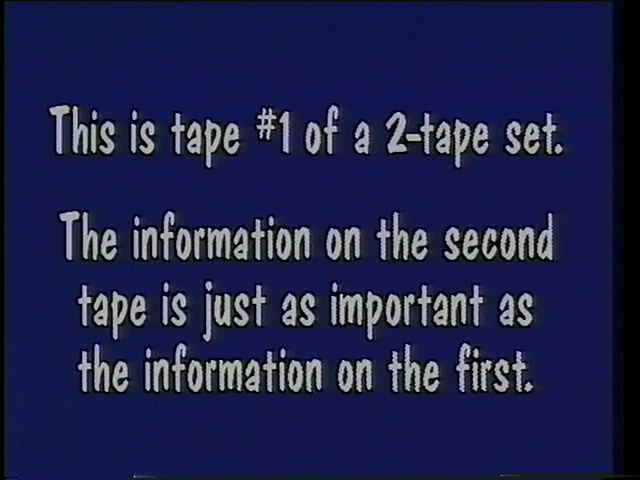 This is tape #1 of a 2-tape set.
The information on the second
tape is just as important as
the information on the first.